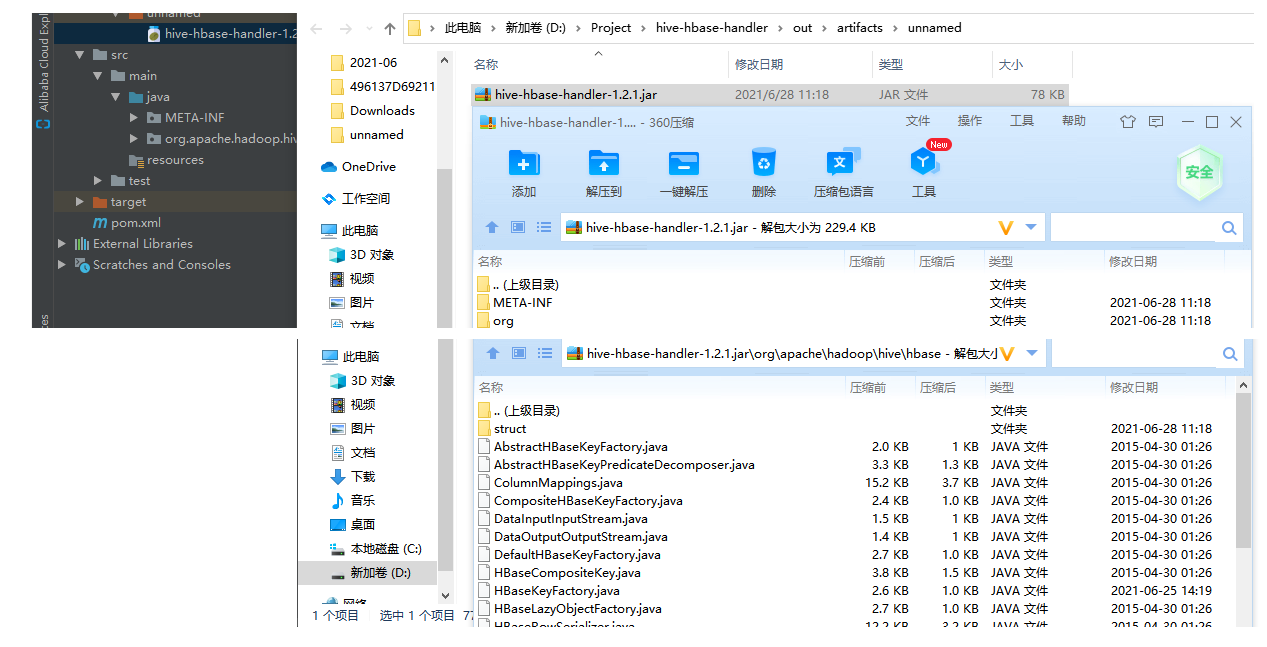 unnamed
hive-hbase-handler-1.2
src
main
java
META-INF
org.apache.hadoop.hiv
resources
test
target
pom.xml
External Libraries
Scratches and Consoles
Alibaba Cloud Expl
此电脑 › 新加卷 (D:) › Project › hive-hbase-handler › out › artifacts › unnamed
2021-06
496137D69211
Downloads
unnamed
OneDrive
工作空间
此电脑
3D 对象
视频
图片
文档
名称 修改日期 类型 大小
hive-hbase-handler-1.2.1.jar 2021/6/28 11:18 JAR 文件 78 KB
hive-hbase-handler-1.... - 360压缩 文件 操作 工具 帮助
New
安全
添加 解压到 一键解压 删除 压缩包语言 工具
hive-hbase-handler-1.2.1.jar - 解包大小为 229.4 KB
名称 压缩前 压缩后 类型 修改日期
.. (上级目录) 文件夹
META-INF 文件夹 2021-06-28 11:18
org 文件夹 2021-06-28 11:18
此电脑
3D 对象
视频
图片
文档
下载
音乐
桌面
本地磁盘 (C:)
新加卷 (D:)
网络
1 个项目 选中 1 个项目 77
hive-hbase-handler-1.2.1.jar\org\apache\hadoop\hive\hbase - 解包大小
名称 压缩前 压缩后 类型 修改日期
.. (上级目录) 文件夹
struct 文件夹 2021-06-28 11:18
AbstractHBaseKeyFactory.java 2.0 KB 1 KB JAVA 文件 2015-04-30 01:26
AbstractHBaseKeyPredicateDecomposer.java 3.3 KB 1.3 KB JAVA 文件 2015-04-30 01:26
ColumnMappings.java 15.2 KB 3.7 KB JAVA 文件 2015-04-30 01:26
CompositeHBaseKeyFactory.java 2.4 KB 1.0 KB JAVA 文件 2015-04-30 01:26
DataInputInputStream.java 1.5 KB 1 KB JAVA 文件 2015-04-30 01:26
DataOutputOutputStream.java 1.4 KB 1 KB JAVA 文件 2015-04-30 01:26
DefaultHBaseKeyFactory.java 2.7 KB 1.0 KB JAVA 文件 2015-04-30 01:26
HBaseCompositeKey.java 3.8 KB 1.5 KB JAVA 文件 2015-04-30 01:26
HBaseKeyFactory.java 2.6 KB 1.0 KB JAVA 文件 2021-06-25 14:19
HBaseLazyObjectFactory.java 2.7 KB 1.0 KB JAVA 文件 2015-04-30 01:26
HBaseRowSerializer.java 12.2 KB 3.2 KB JAVA 文件 2015-04-30 01:26